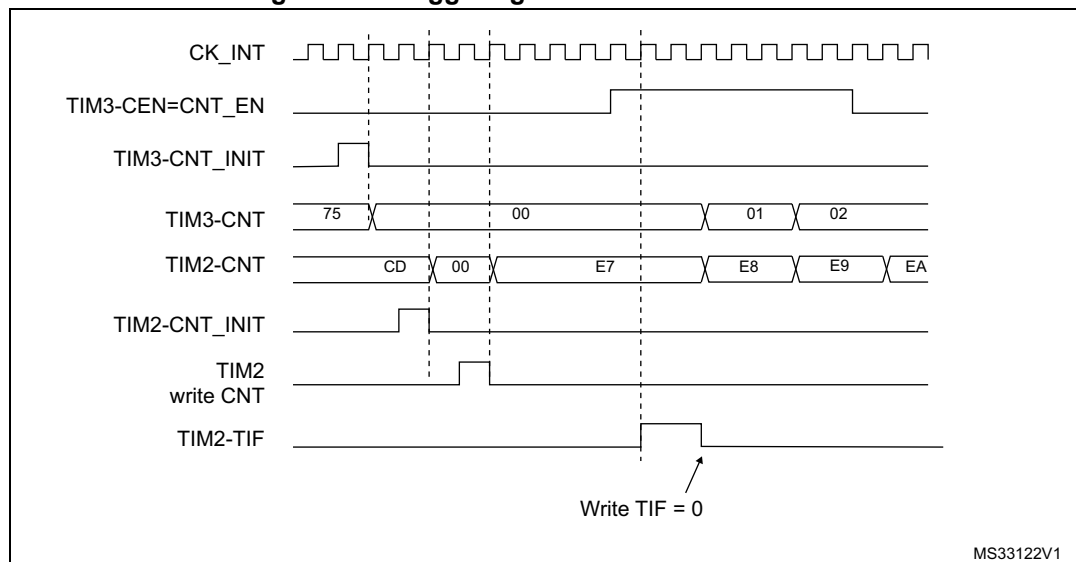 CK_INT
TIM3-CEN=CNT_EN
TIM3-CNT_INIT
TIM3-CNT 75 00 01 02
TIM2-CNT CD 00 E7 E8 E9 EA
TIM2-CNT_INIT
TIM2
write CNT
TIM2-TIF
Write TIF = 0
MS33122V1